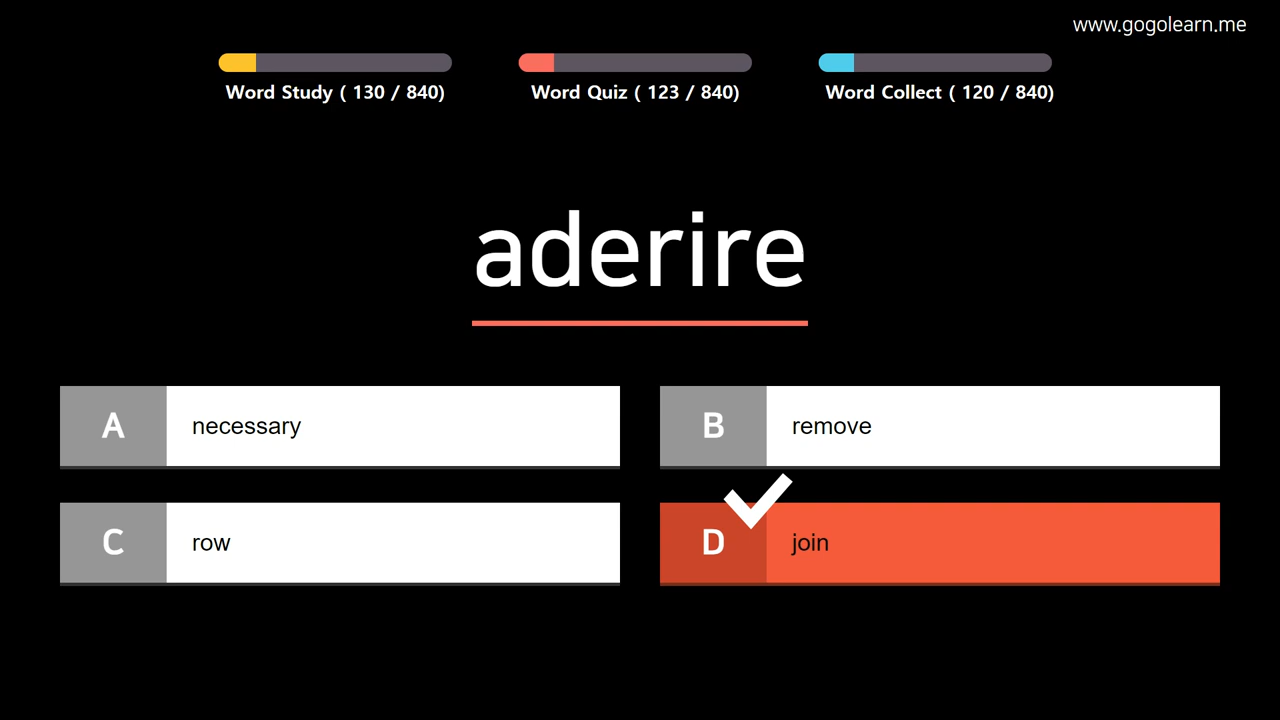 www.gogolearn.me
Word Study ( 130 / 840)
Word Quiz ( 123 / 840)
Word Collect ( 120 / 840)
aderire
A necessary
B remove
C row
D join